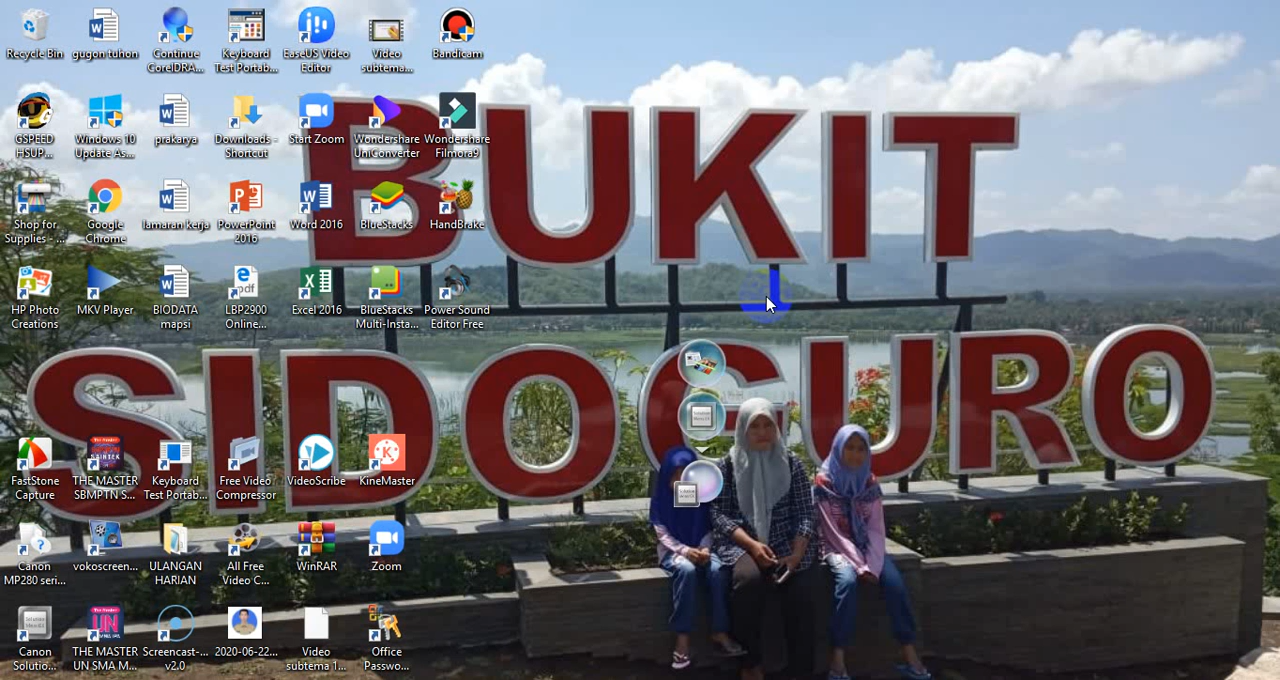 Recycle Bin
gugon tuhon
Continue
CorelDRA...
Keyboard
Test Portab...
EaseUS Video
Editor
Video
subtema...
Bandicam
GSPEED
HSUP...
Windows 10
Update As...
prakarya
Downloads -
Shortcut
Start Zoom
Wondershare
UniConverter
Wondershare
Filmora9
Shop for
Supplies - ...
Google
Chrome
lamaran kerja
PowerPoint
2016
Word 2016
BlueStacks
HandBrake
HP Photo
Creations
MKV Player
BIODATA
mapsi
LBP2900
Online...
Excel 2016
BlueStacks
Multi-Insta...
Power Sound
Editor Free
BUKIT
SIDOGURO
FastStone
Capture
THE MASTER
SBMPTN S...
Keyboard
Test Portab...
Free Video
Compressor
VideoScribe
KineMaster
Canon
MP280 seri...
vokoscreen...
ULANGAN
HARIAN
All Free
Video C...
WinRAR
Zoom
Canon
Solutio...
THE MASTER
UN SMA M...
Screencast-...
v2.0
2020-06-22...
Video
subtema 1...
Office
Passwo...